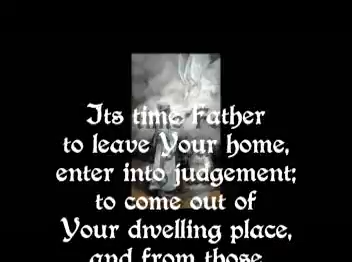 Its time Father
to leave Your home,
enter into judgement;
to come out of
Your dwelling place,
and from those